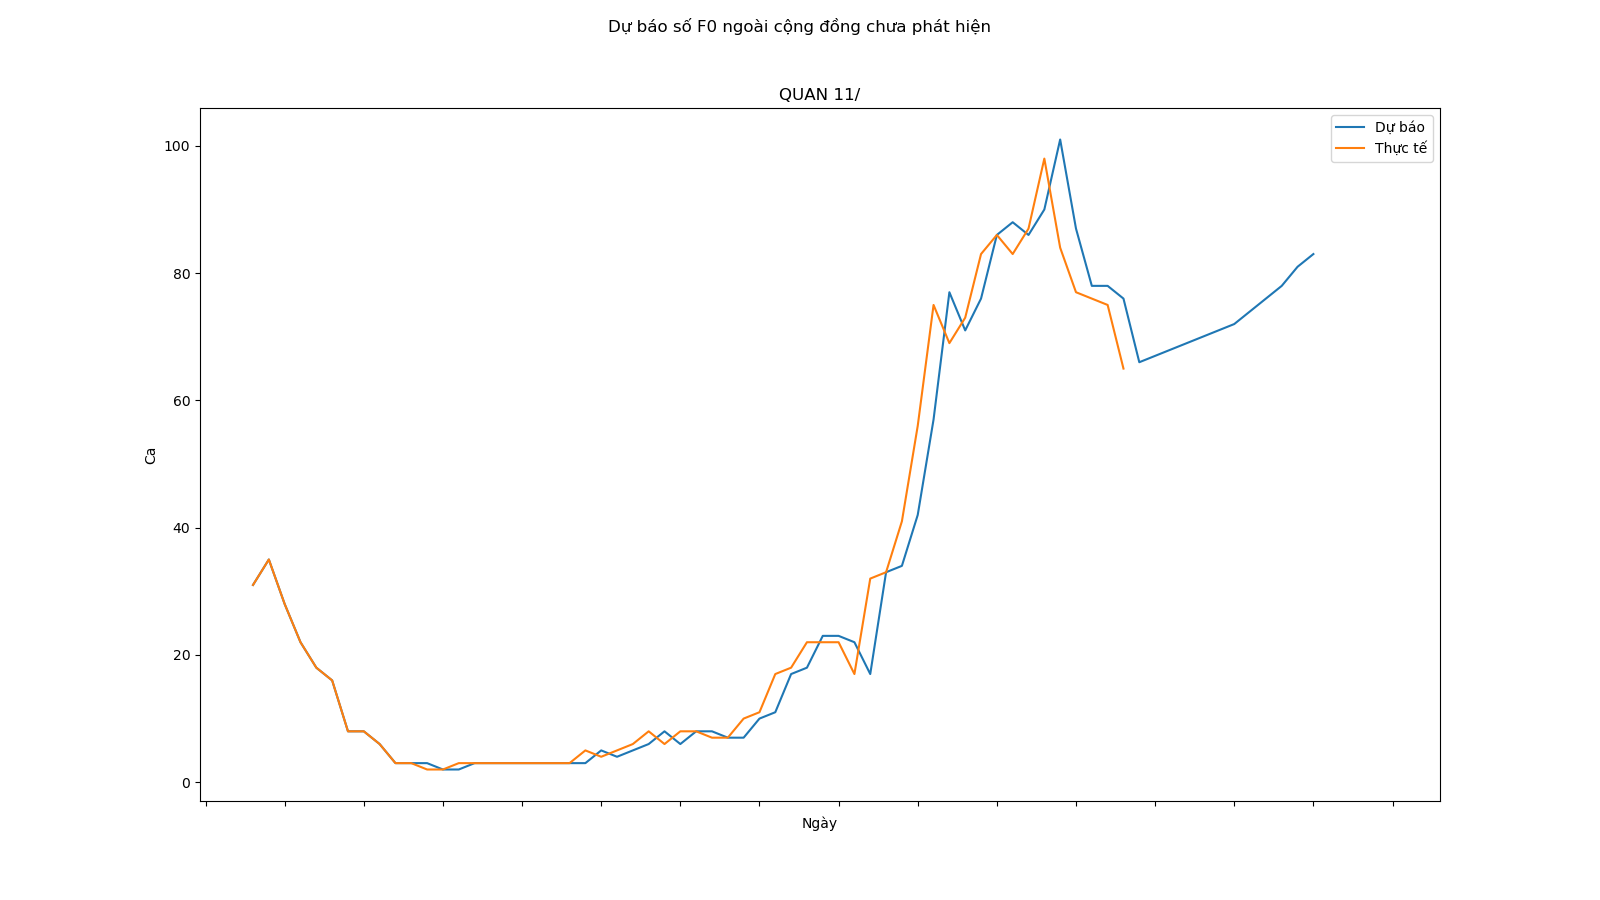 Dự báo số F0 ngoài cộng đồng chưa phát hiện
QUAN 11/
Dự báo
Thực tế
100
80
60
40
20
0
Ca
Ngày